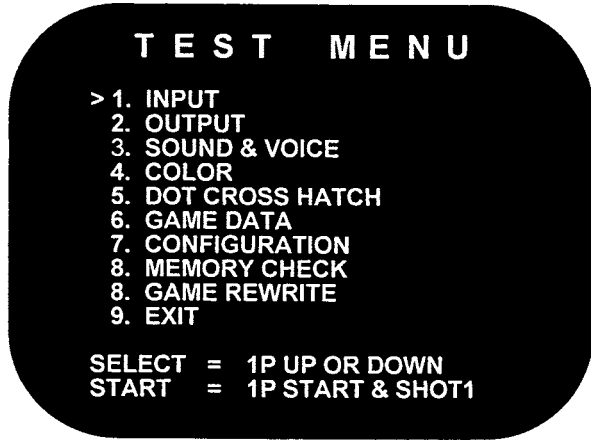 TEST MENU
> 1. INPUT
2. OUTPUT
3. SOUND & VOICE
4. COLOR
5. DOT CROSS HATCH
6. GAME DATA
7. CONFIGURATION
8. MEMORY CHECK
8. GAME REWRITE
9. EXIT
SELECT = 1P UP OR DOWN
START = 1P START & SHOT1